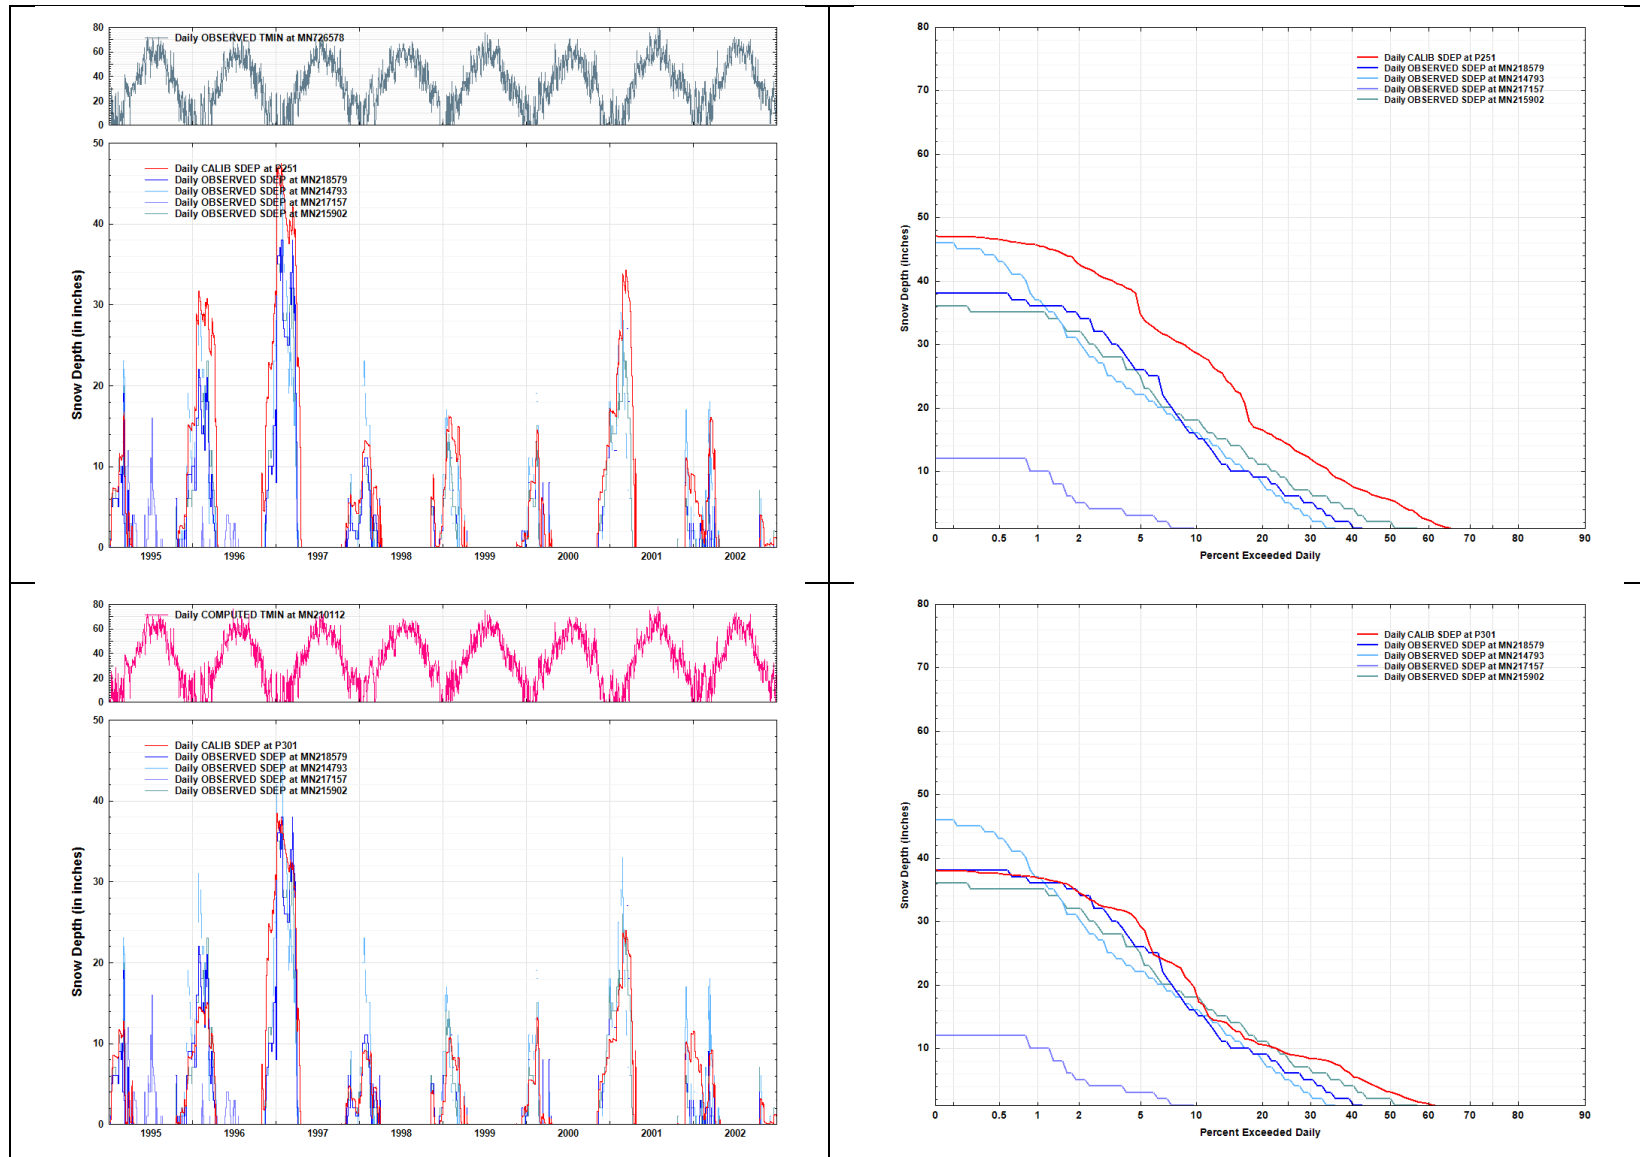 80
60
40
20
0
Daily OBSERVED TMIN at MN726578
50
40
30
20
10
0
Snow Depth (in inches)
Daily CALIB SDEP at P251
Daily OBSERVED SDEP at MN218579
Daily OBSERVED SDEP at MN214793
Daily OBSERVED SDEP at MN217157
Daily OBSERVED SDEP at MN215902
1995 1996 1997 1998 1999 2000 2001 2002
80
70
60
50
40
30
20
10
Snow Depth (inches)
Daily CALIB SDEP at P251
Daily OBSERVED SDEP at MN218579
Daily OBSERVED SDEP at MN214793
Daily OBSERVED SDEP at MN217157
Daily OBSERVED SDEP at MN215902
0 0.5 1 2 5 10 20 30 40 50 60 70 80 90
Percent Exceeded Daily
80
60
40
20
0
Daily COMPUTED TMIN at MN210112
50
40
30
20
10
0
Snow Depth (in inches)
Daily CALIB SDEP at P301
Daily OBSERVED SDEP at MN218579
Daily OBSERVED SDEP at MN214793
Daily OBSERVED SDEP at MN217157
Daily OBSERVED SDEP at MN215902
1995 1996 1997 1998 1999 2000 2001 2002
80
70
60
50
40
30
20
10
Snow Depth (inches)
Daily CALIB SDEP at P301
Daily OBSERVED SDEP at MN218579
Daily OBSERVED SDEP at MN214793
Daily OBSERVED SDEP at MN217157
Daily OBSERVED SDEP at MN215902
0 0.5 1 2 5 10 20 30 40 50 60 70 80 90
Percent Exceeded Daily